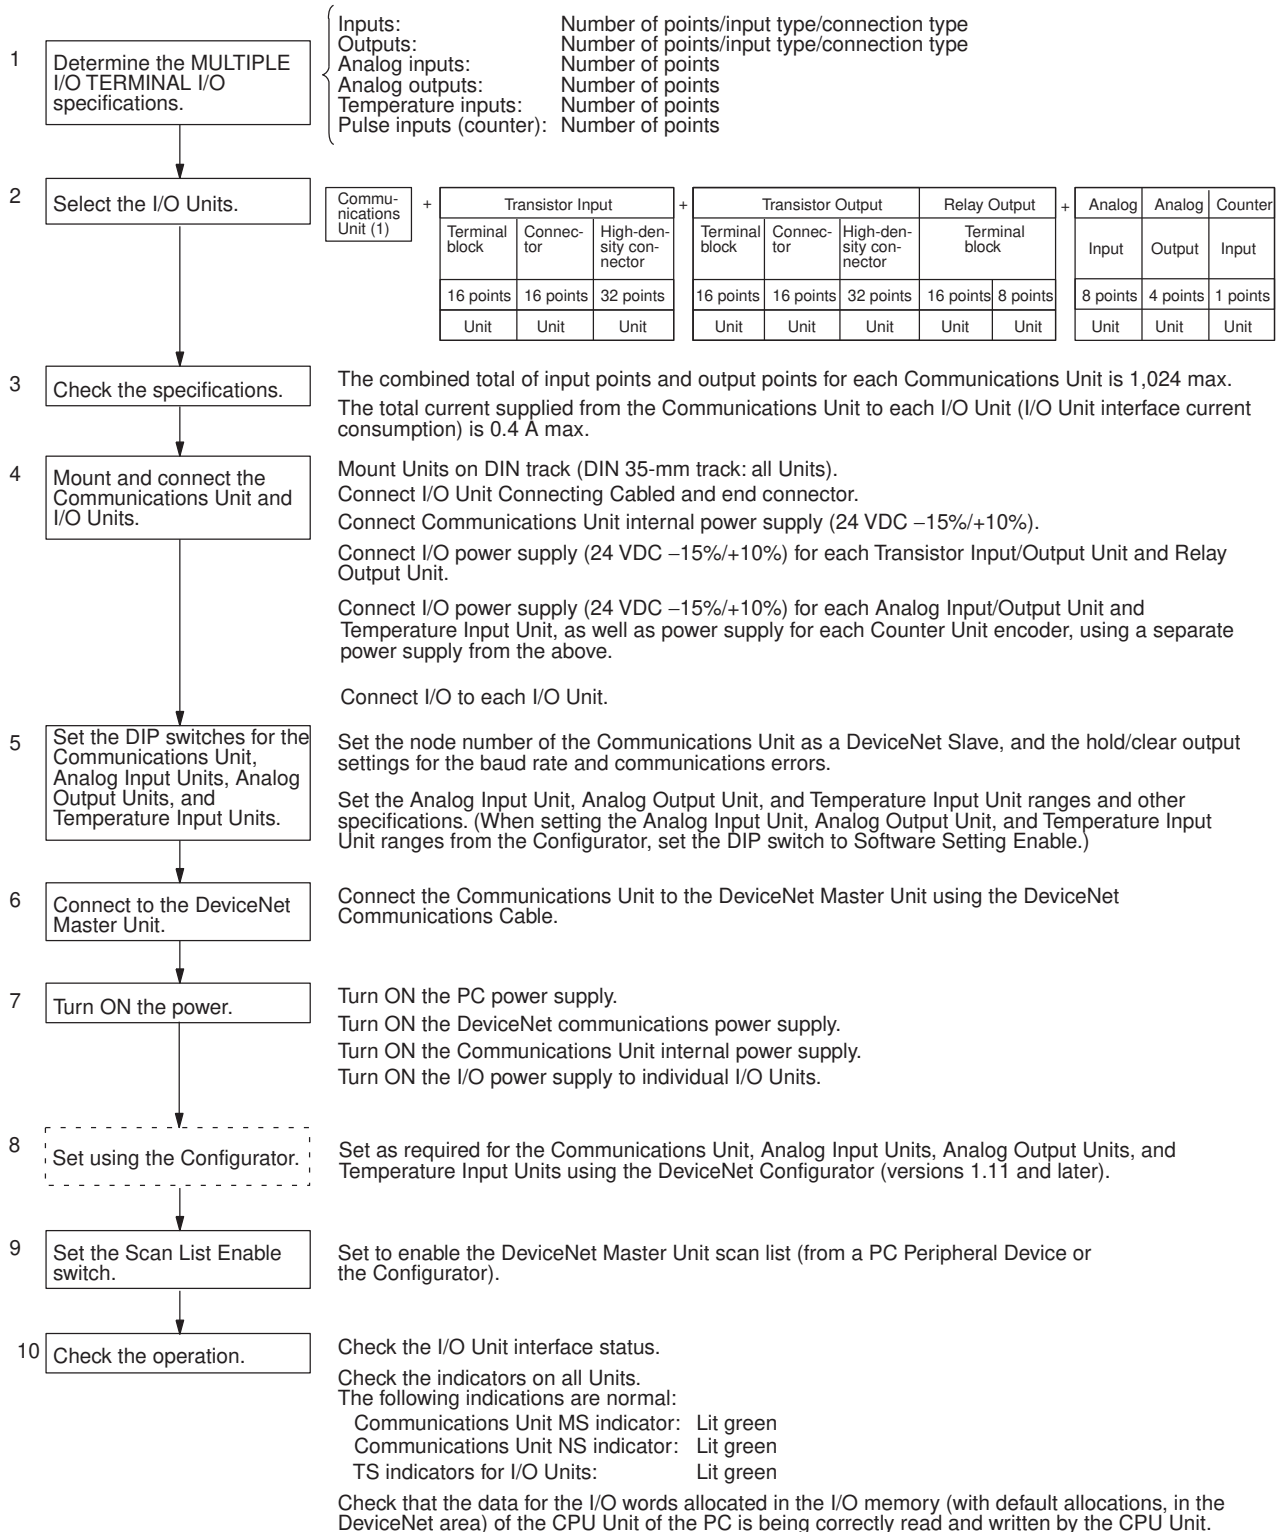 1
Determine the MULTIPLE
I/O TERMINAL I/O
specifications.
Inputs: Number of points/input type/connection type
Outputs: Number of points/input type/connection type
Analog inputs: Number of points
Analog outputs: Number of points
Temperature inputs: Number of points
Pulse inputs (counter): Number of points
2
Select the I/O Units.
Commu-
nications
Unit (1)
+
Transistor Input
Terminal
block
Connec-
tor
High-den-
sity con-
nector
16 points 16 points 32 points
Unit Unit Unit
+
Transistor Output Relay Output
Terminal
block
Connec-
tor
High-den-
sity con-
nector
Terminal
block
16 points 16 points 32 points 16 points 8 points
Unit Unit Unit Unit Unit
+
Analog Analog Counter
Input Output Input
8 points 4 points 1 points
Unit Unit Unit
3
Check the specifications.
The combined total of input points and output points for each Communications Unit is 1,024 max.
The total current supplied from the Communications Unit to each I/O Unit (I/O Unit interface current
consumption) is 0.4 A max.
4
Mount and connect the
Communications Unit and
I/O Units.
Mount Units on DIN track (DIN 35-mm track: all Units).
Connect I/O Unit Connecting Cabled and end connector.
Connect Communications Unit internal power supply (24 VDC –15%/+10%).
Connect I/O power supply (24 VDC –15%/+10%) for each Transistor Input/Output Unit and Relay
Output Unit.
Connect I/O power supply (24 VDC –15%/+10%) for each Analog Input/Output Unit and
Temperature Input Unit, as well as power supply for each Counter Unit encoder, using a separate
power supply from the above.
Connect I/O to each I/O Unit.
5
Set the DIP switches for the
Communications Unit,
Analog Input Units, Analog
Output Units, and
Temperature Input Units.
Set the node number of the Communications Unit as a DeviceNet Slave, and the hold/clear output
settings for the baud rate and communications errors.
Set the Analog Input Unit, Analog Output Unit, and Temperature Input Unit ranges and other
specifications. (When setting the Analog Input Unit, Analog Output Unit, and Temperature Input
Unit ranges from the Configurator, set the DIP switch to Software Setting Enable.)
6
Connect to the DeviceNet
Master Unit.
Connect the Communications Unit to the DeviceNet Master Unit using the DeviceNet
Communications Cable.
7
Turn ON the power.
Turn ON the PC power supply.
Turn ON the DeviceNet communications power supply.
Turn ON the Communications Unit internal power supply.
Turn ON the I/O power supply to individual I/O Units.
8
Set using the Configurator.
Set as required for the Communications Unit, Analog Input Units, Analog Output Units, and
Temperature Input Units using the DeviceNet Configurator (versions 1.11 and later).
9
Set the Scan List Enable
switch.
Set to enable the DeviceNet Master Unit scan list (from a PC Peripheral Device or
the Configurator).
10
Check the operation.
Check the I/O Unit interface status.
Check the indicators on all Units.
The following indications are normal:
Communications Unit MS indicator: Lit green
Communications Unit NS indicator: Lit green
TS indicators for I/O Units: Lit green
Check that the data for the I/O words allocated in the I/O memory (with default allocations, in the
DeviceNet area) of the CPU Unit of the PC is being correctly read and written by the CPU Unit.